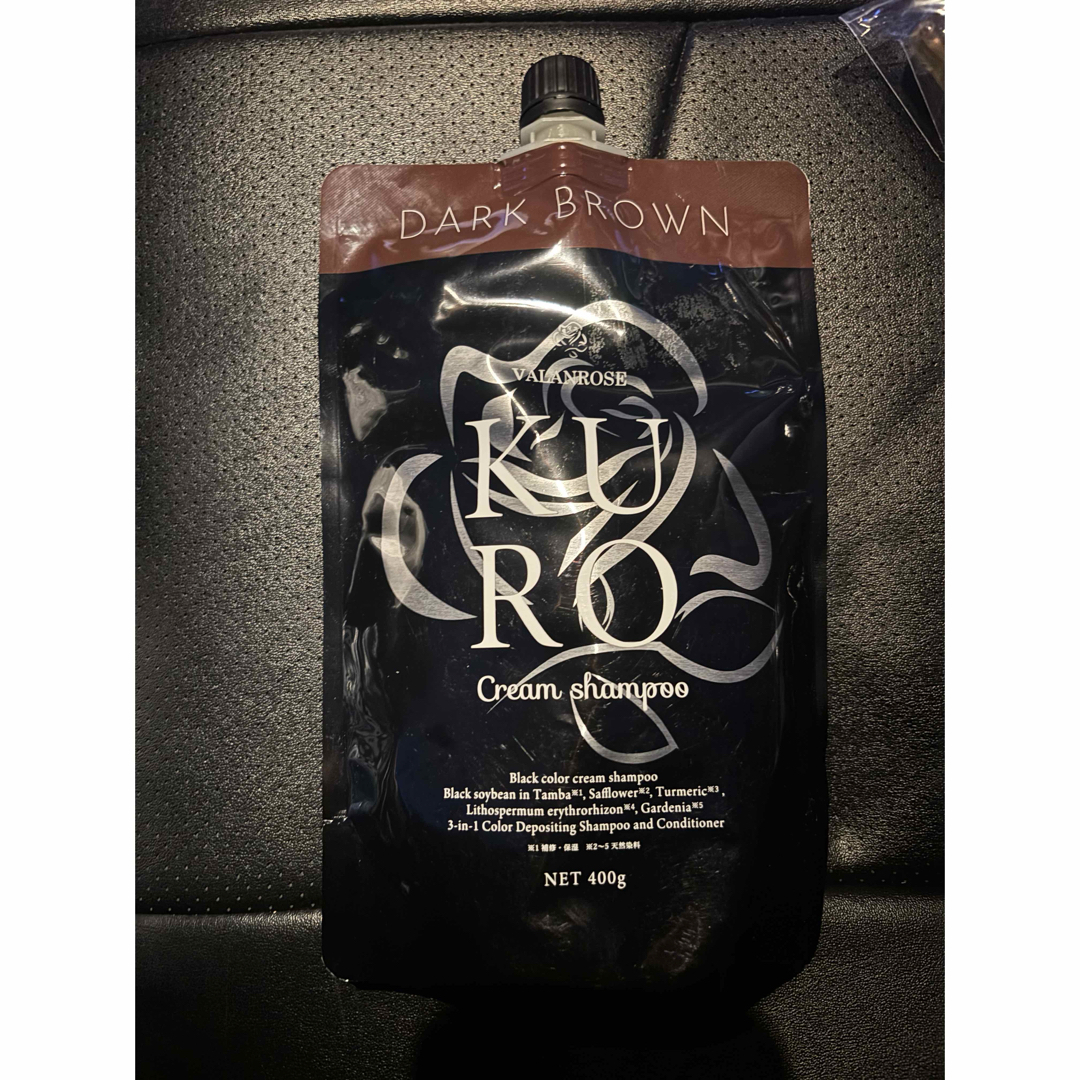 DARK BROWN
VALANROSE
KU
RO
Cream shampoo
Black color cream shampoo
Black soybean in Tamba※1, Safflower※2, Turmeric※3,
Lithospermum erythrorhizon※4, Gardenia※5
3-in-1 Color Depositing Shampoo and Conditioner
※1 補修・保湿 ※2〜5 天然染料
NET 400g